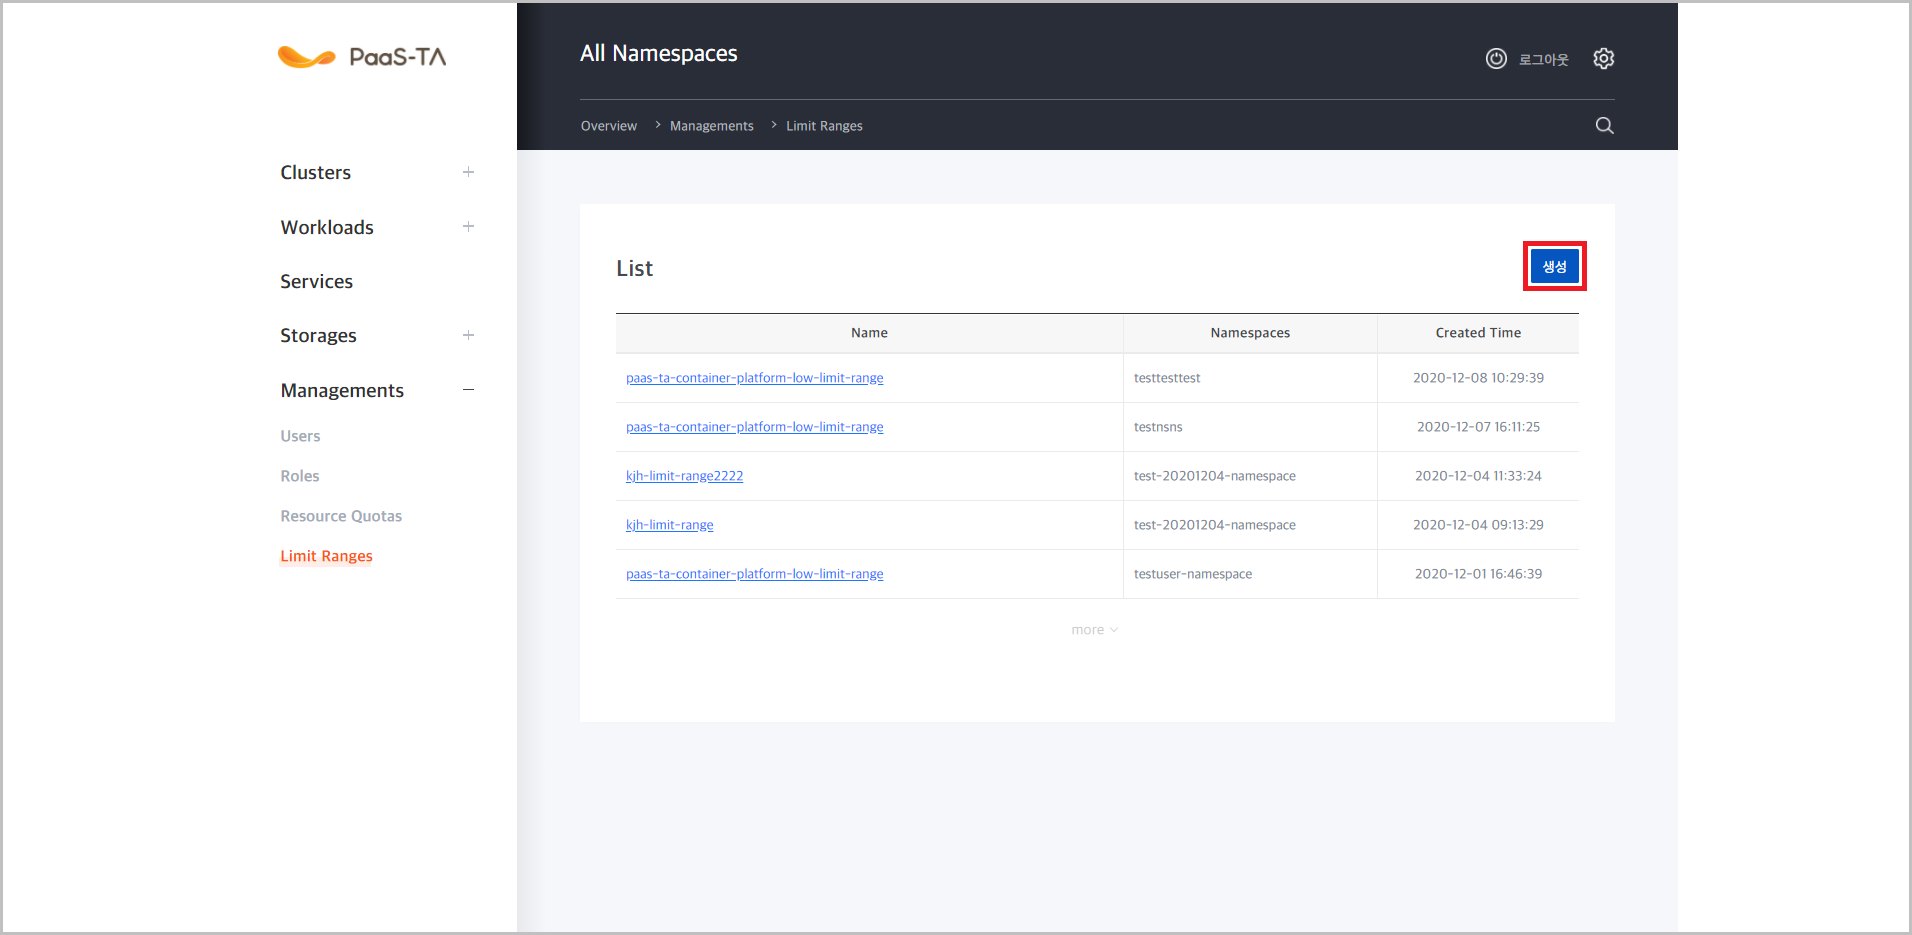 PaaS-TA
All Namespaces
로그아웃
Overview > Managements > Limit Ranges
Clusters
Workloads
Services
Storages
Managements
Users
Roles
Resource Quotas
Limit Ranges
List
생성
Name Namespaces Created Time
paas-ta-container-platform-low-limit-range testtesttest 2020-12-08 10:29:39
paas-ta-container-platform-low-limit-range testnsns 2020-12-07 16:11:25
kjh-limit-range2222 test-20201204-namespace 2020-12-04 11:33:24
kjh-limit-range test-20201204-namespace 2020-12-04 09:13:29
paas-ta-container-platform-low-limit-range testuser-namespace 2020-12-01 16:46:39
more